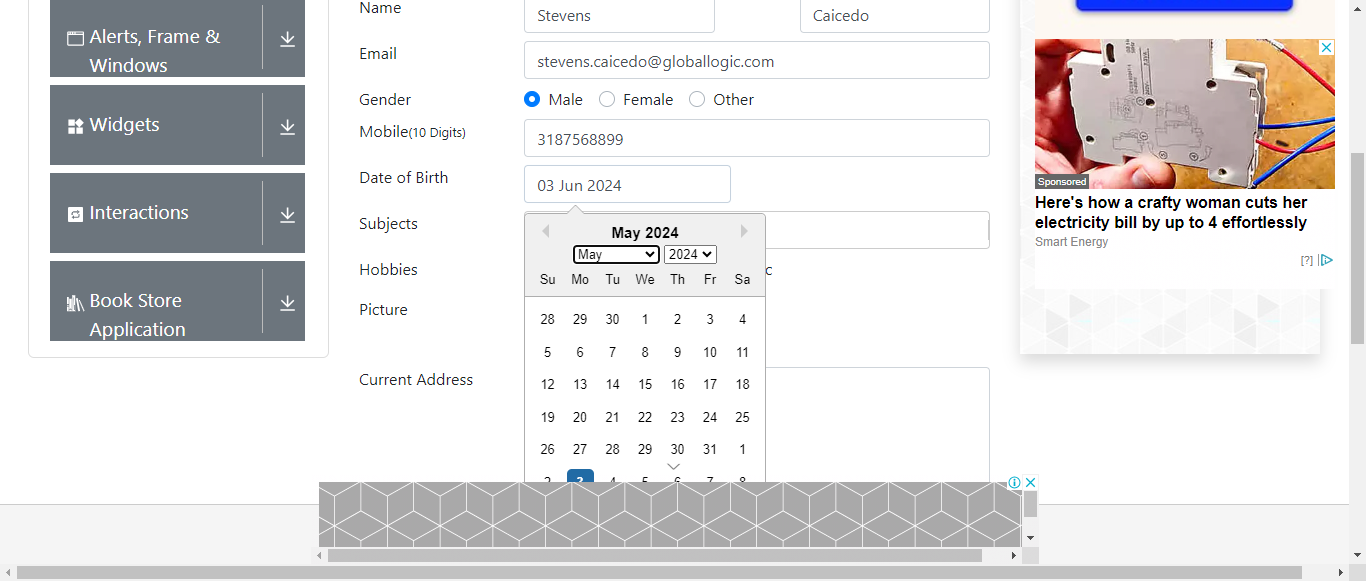 Alerts, Frame &
Windows
Widgets
Interactions
Book Store
Application
Name
Stevens
Caicedo
Email
stevens.caicedo@globallogic.com
Gender
Male
Female
Other
Mobile(10 Digits)
3187568899
Date of Birth
03 Jun 2024
Subjects
May 2024
May
2024
Hobbies
c
Su Mo Tu We Th Fr Sa
Picture
28 29 30 1 2 3 4
5 6 7 8 9 10 11
Current Address
12 13 14 15 16 17 18
19 20 21 22 23 24 25
26 27 28 29 30 31 1
2 3 4 5 6 7 8
Sponsored
Here's how a crafty woman cuts her
electricity bill by up to 4 effortlessly
Smart Energy
[?]